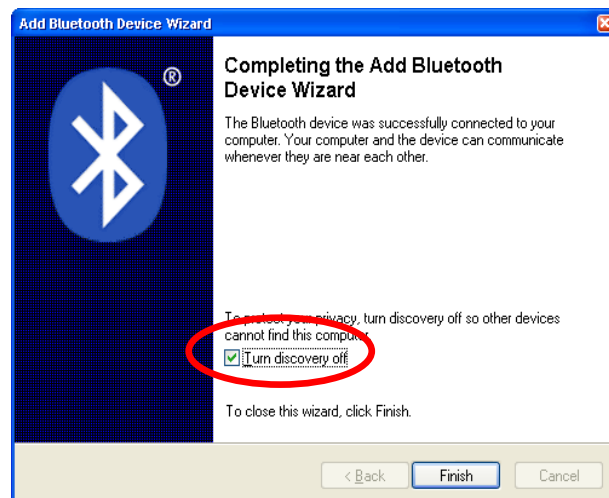 Add Bluetooth Device Wizard
®
Completing the Add Bluetooth
Device Wizard
The Bluetooth device was successfully connected to your
computer. Your computer and the device can communicate
whenever they are near each other.
To protect your privacy, turn discovery off so other devices
cannot find this computer.
Turn discovery off
To close this wizard, click Finish.
< Back
Finish
Cancel